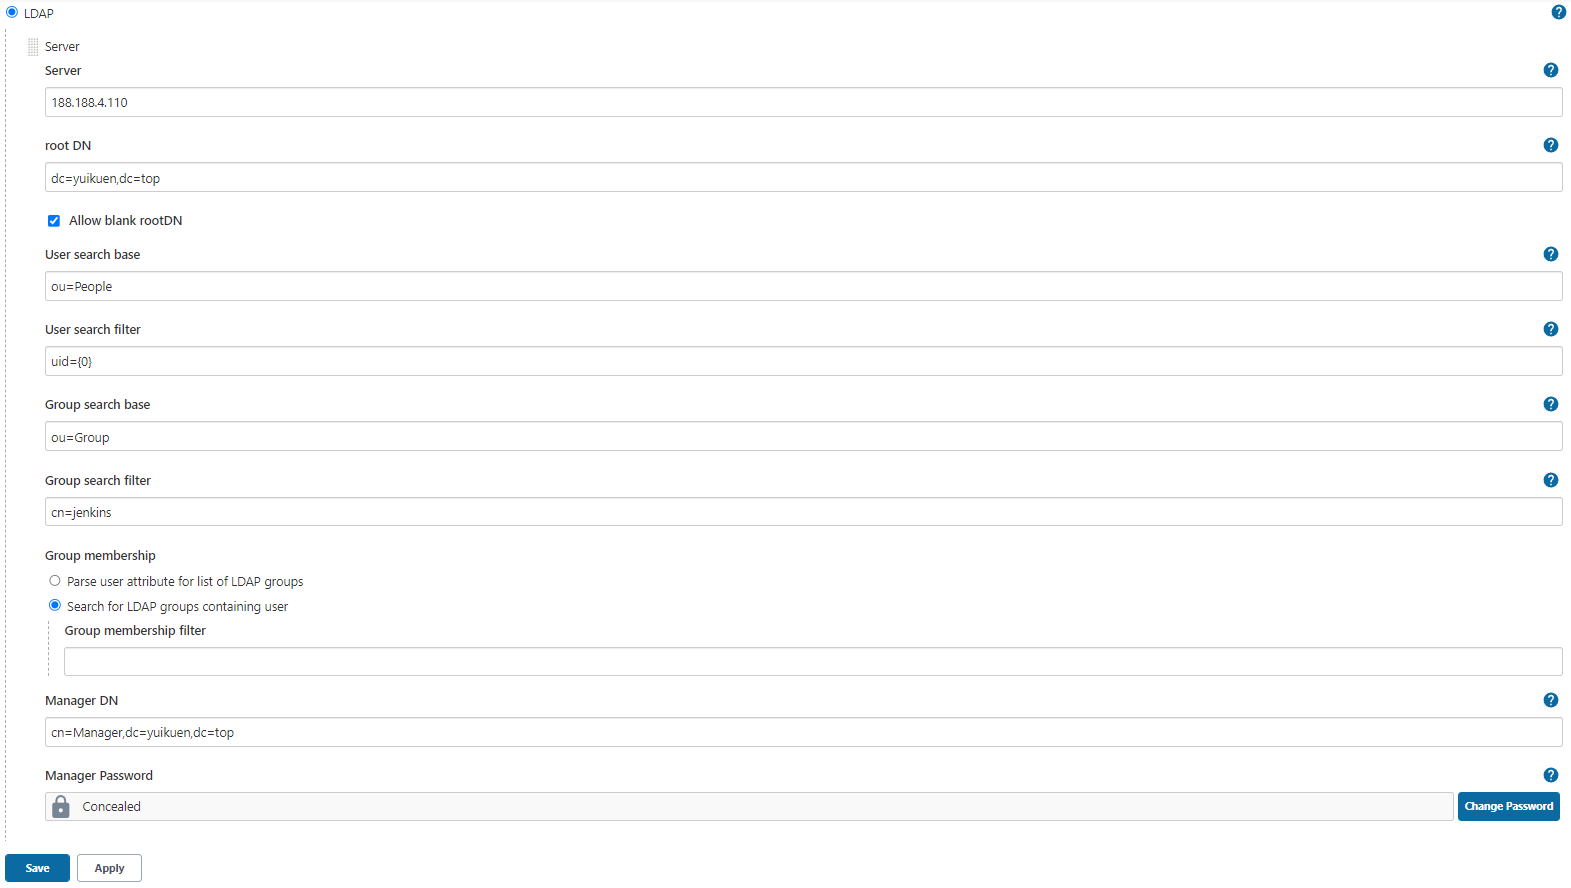 LDAP
?
Server
Server
?
188.188.4.110
root DN
?
dc=yuikuen,dc=top
Allow blank rootDN
User search base
?
ou=People
User search filter
?
uid={0}
Group search base
?
ou=Group
Group search filter
?
cn=jenkins
Group membership
Parse user attribute for list of LDAP groups
Search for LDAP groups containing user
Group membership filter
Manager DN
?
cn=Manager,dc=yuikuen,dc=top
Manager Password
?
Concealed
Change Password
Save
Apply